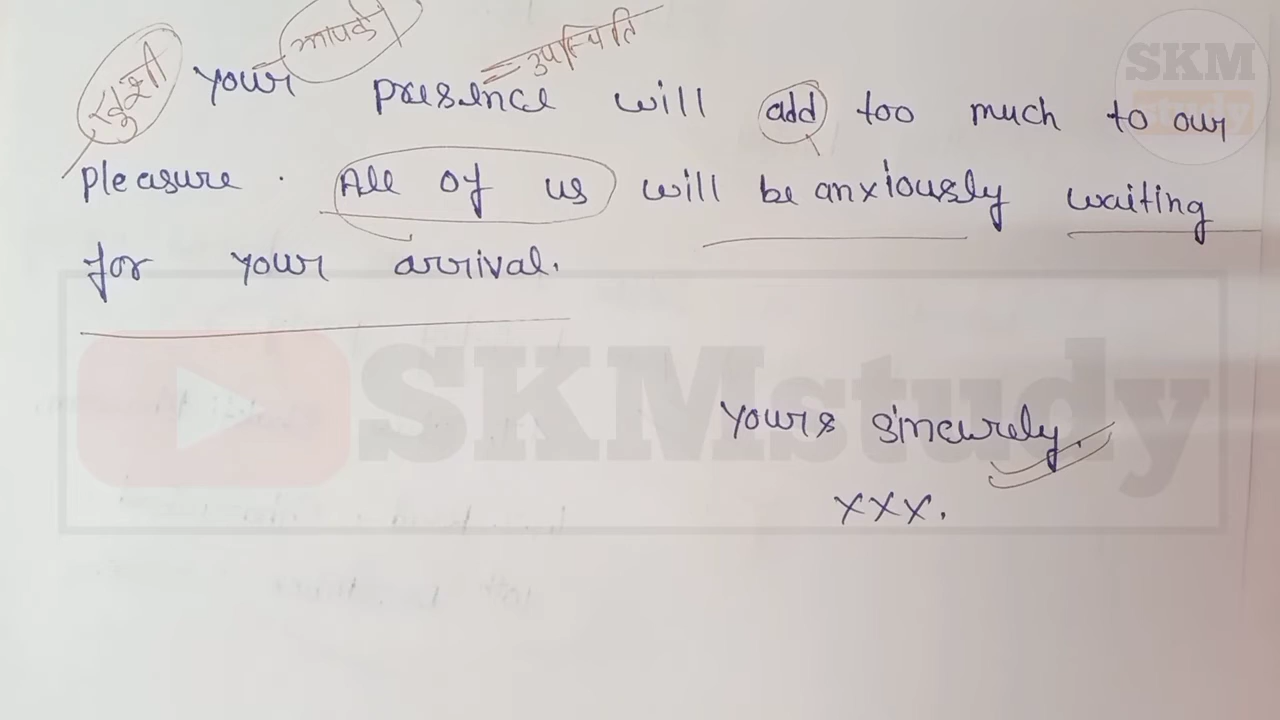 आपकी
उपस्थिति
खुशी
Your presence will add too much to our
pleasure. All of us will be anxiously waiting
for your arrival.
Yours sincerely.
XXX.
SKM
study
SKMstudy